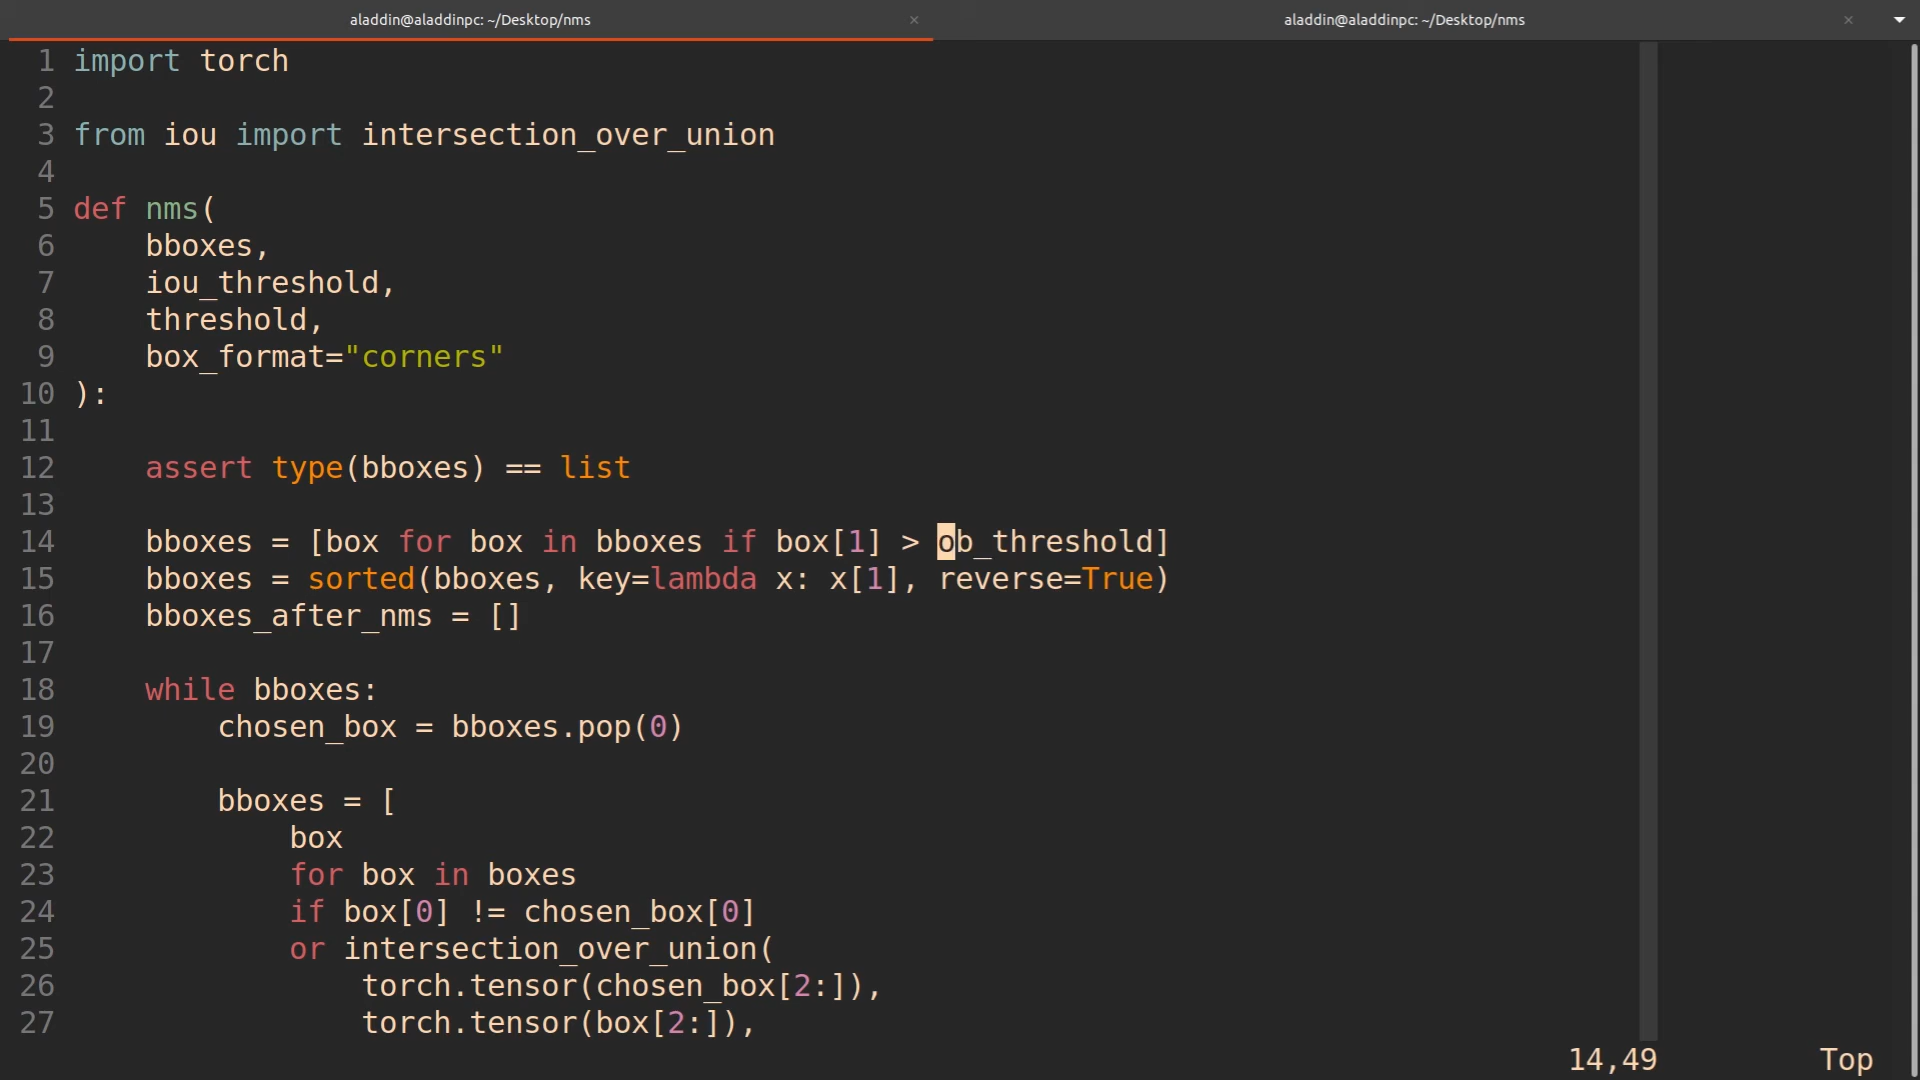 aladdin@aladdinpc: ~/Desktop/nms × aladdin@aladdinpc: ~/Desktop/nms ×
1 import torch
2
3 from iou import intersection_over_union
4
5 def nms(
6     bboxes,
7     iou_threshold,
8     threshold,
9     box_format="corners"
10 ):
11
12     assert type(bboxes) == list
13
14     bboxes = [box for box in bboxes if box[1] > ob_threshold]
15     bboxes = sorted(bboxes, key=lambda x: x[1], reverse=True)
16     bboxes_after_nms = []
17
18     while bboxes:
19         chosen_box = bboxes.pop(0)
20
21         bboxes = [
22             box
23             for box in boxes
24             if box[0] != chosen_box[0]
25             or intersection_over_union(
26                 torch.tensor(chosen_box[2:]),
27                 torch.tensor(box[2:]),
14,49 Top